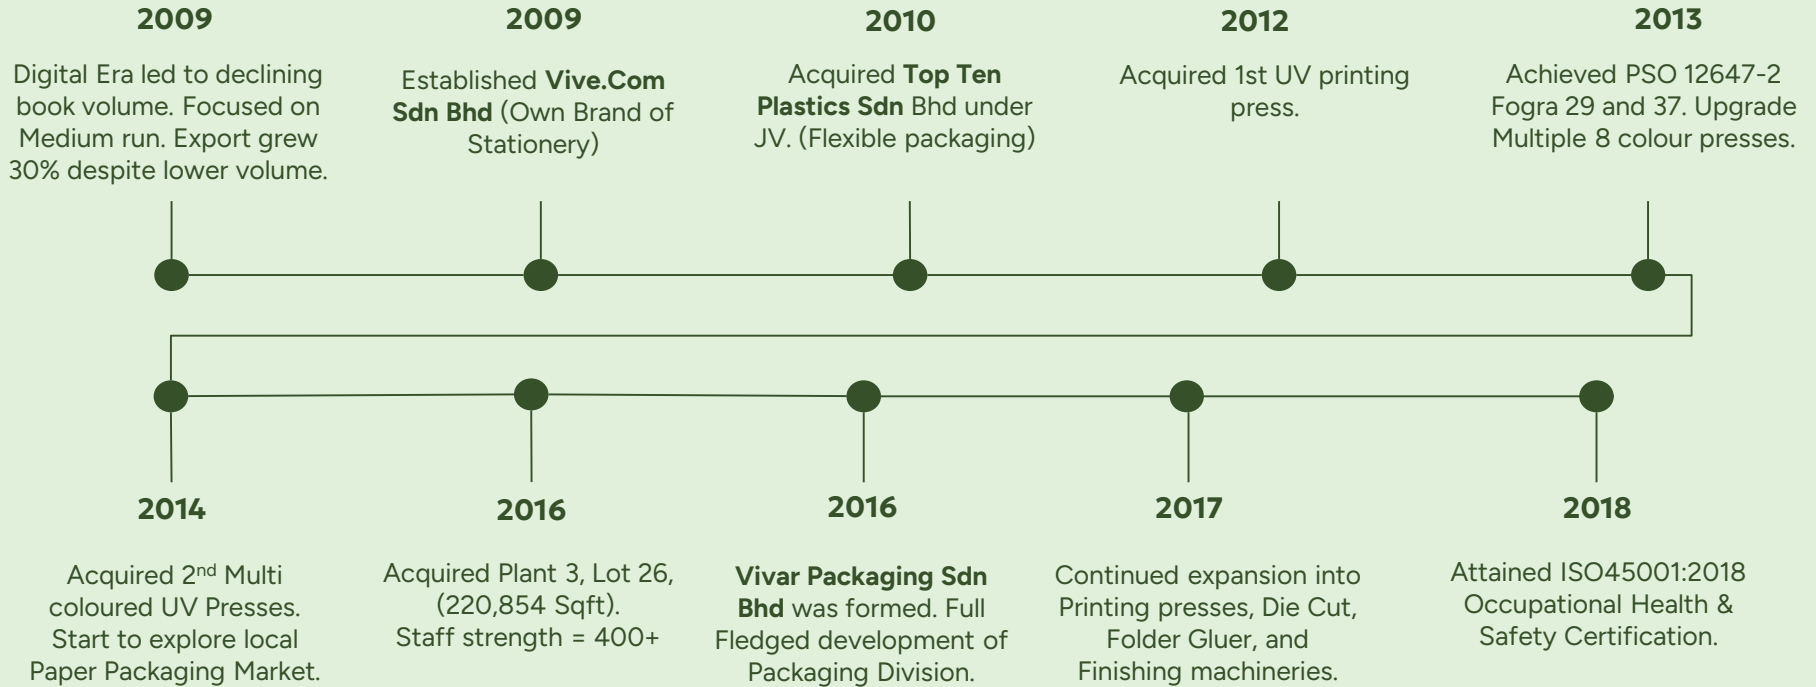 2009
Digital Era led to declining
book volume. Focused on
Medium run. Export grew
30% despite lower volume.
2009
Established Vive.Com
Sdn Bhd (Own Brand of
Stationery)
2010
Acquired Top Ten
Plastics Sdn Bhd under
JV. (Flexible packaging)
2012
Acquired 1st UV printing
press.
2013
Achieved PSO 12647-2
Fogra 29 and 37. Upgrade
Multiple 8 colour presses.
2014
Acquired 2nd Multi
coloured UV Presses.
Start to explore local
Paper Packaging Market.
2016
Acquired Plant 3, Lot 26,
(220,854 Sqft).
Staff strength = 400+
2016
Vivar Packaging Sdn
Bhd was formed. Full
Fledged development of
Packaging Division.
2017
Continued expansion into
Printing presses, Die Cut,
Folder Gluer, and
Finishing machineries.
2018
Attained ISO45001:2018
Occupational Health &
Safety Certification.